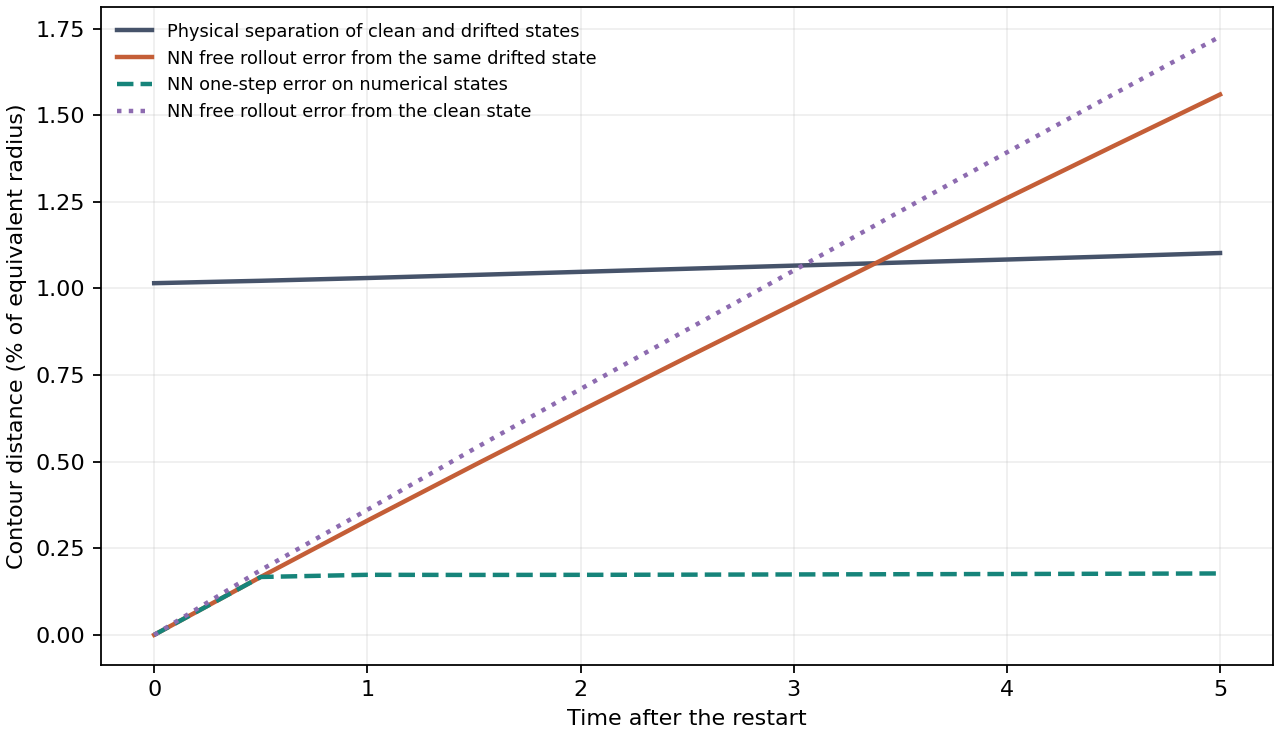 Physical separation of clean and drifted states
NN free rollout error from the same drifted state
NN one-step error on numerical states
NN free rollout error from the clean state
Contour distance (% of equivalent radius)
1.75
1.50
1.25
1.00
0.75
0.50
0.25
0.00
0 1 2 3 4 5
Time after the restart